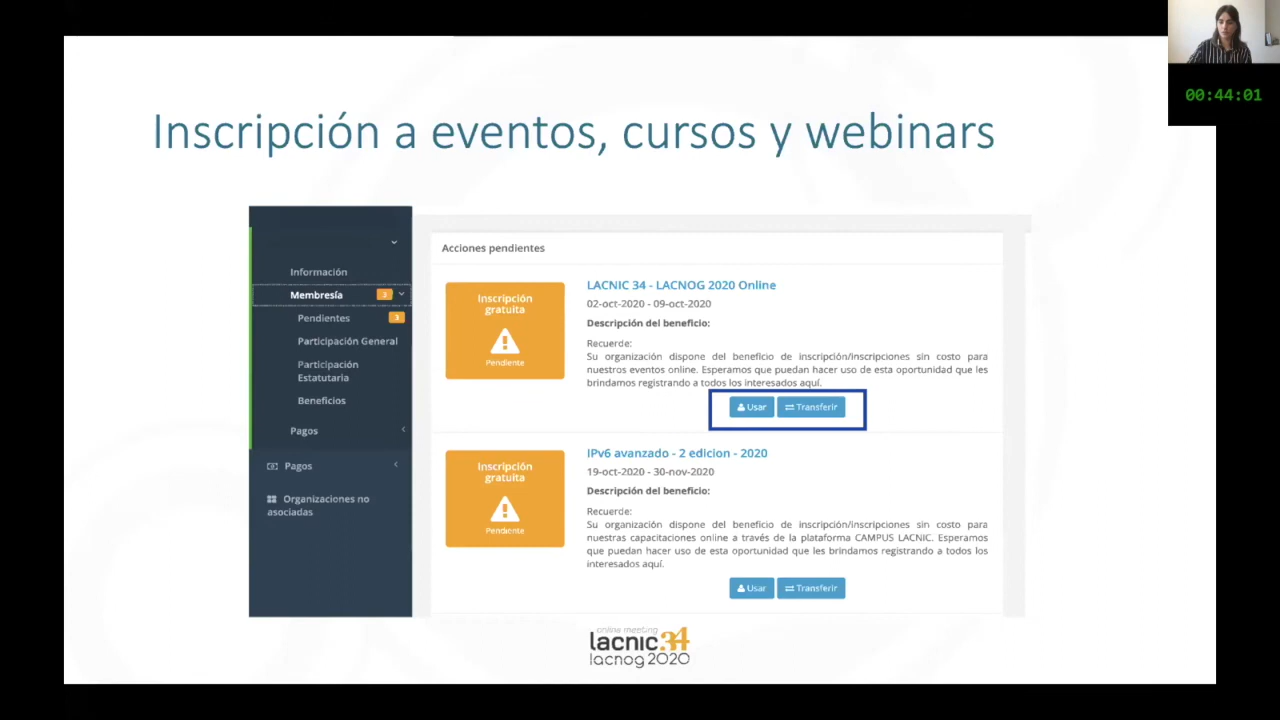 00:44:01
Inscripción a eventos, cursos y webinars
Información
Membresía 3
Pendientes 3
Participación General
Participación
Estatutaria
Beneficios
Pagos
Pagos
Organizaciones no
asociadas
Acciones pendientes
Inscripción
gratuita
Pendiente
LACNIC 34 - LACNOG 2020 Online
02-oct-2020 - 09-oct-2020
Descripción del beneficio:
Recuerde:
Su organización dispone del beneficio de inscripción/inscripciones sin costo para
nuestros eventos online. Esperamos que puedan hacer uso de esta oportunidad que les
brindamos registrando a todos los interesados aquí.
Usar Transferir
Inscripción
gratuita
Pendiente
IPv6 avanzado - 2 edicion - 2020
19-oct-2020 - 30-nov-2020
Descripción del beneficio:
Recuerde:
Su organización dispone del beneficio de inscripción/inscripciones sin costo para
nuestras capacitaciones online a través de la plataforma CAMPUS LACNIC. Esperamos
que puedan hacer uso de esta oportunidad que les brindamos registrando a todos los
interesados aquí.
Usar Transferir
online meeting
lacnic 34
lacnog 2020